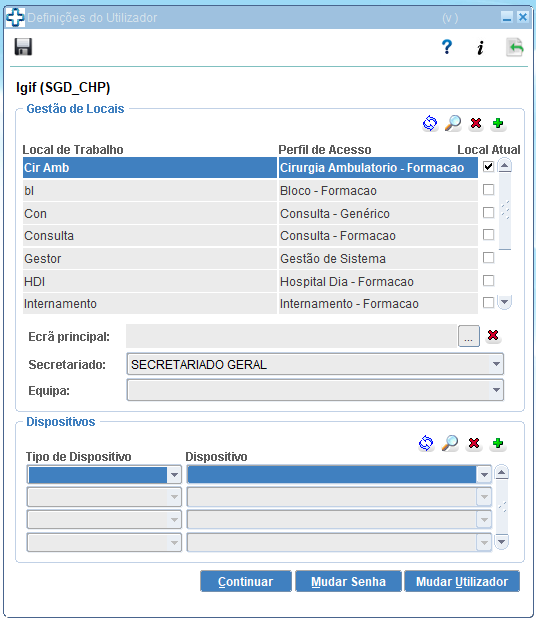 Definições do Utilizador (v )
? i
Igif (SGD_CHP)
Gestão de Locais
Local de Trabalho Perfil de Acesso Local Atual
Cir Amb Cirurgia Ambulatorio - Formacao
bl Bloco - Formacao
Con Consulta - Genérico
Consulta Consulta - Formacao
Gestor Gestão de Sistema
HDI Hospital Dia - Formacao
Internamento Internamento - Formacao
Ecrã principal: ...
Secretariado: SECRETARIADO GERAL
Equipa:
Dispositivos
Tipo de Dispositivo Dispositivo
Continuar Mudar Senha Mudar Utilizador